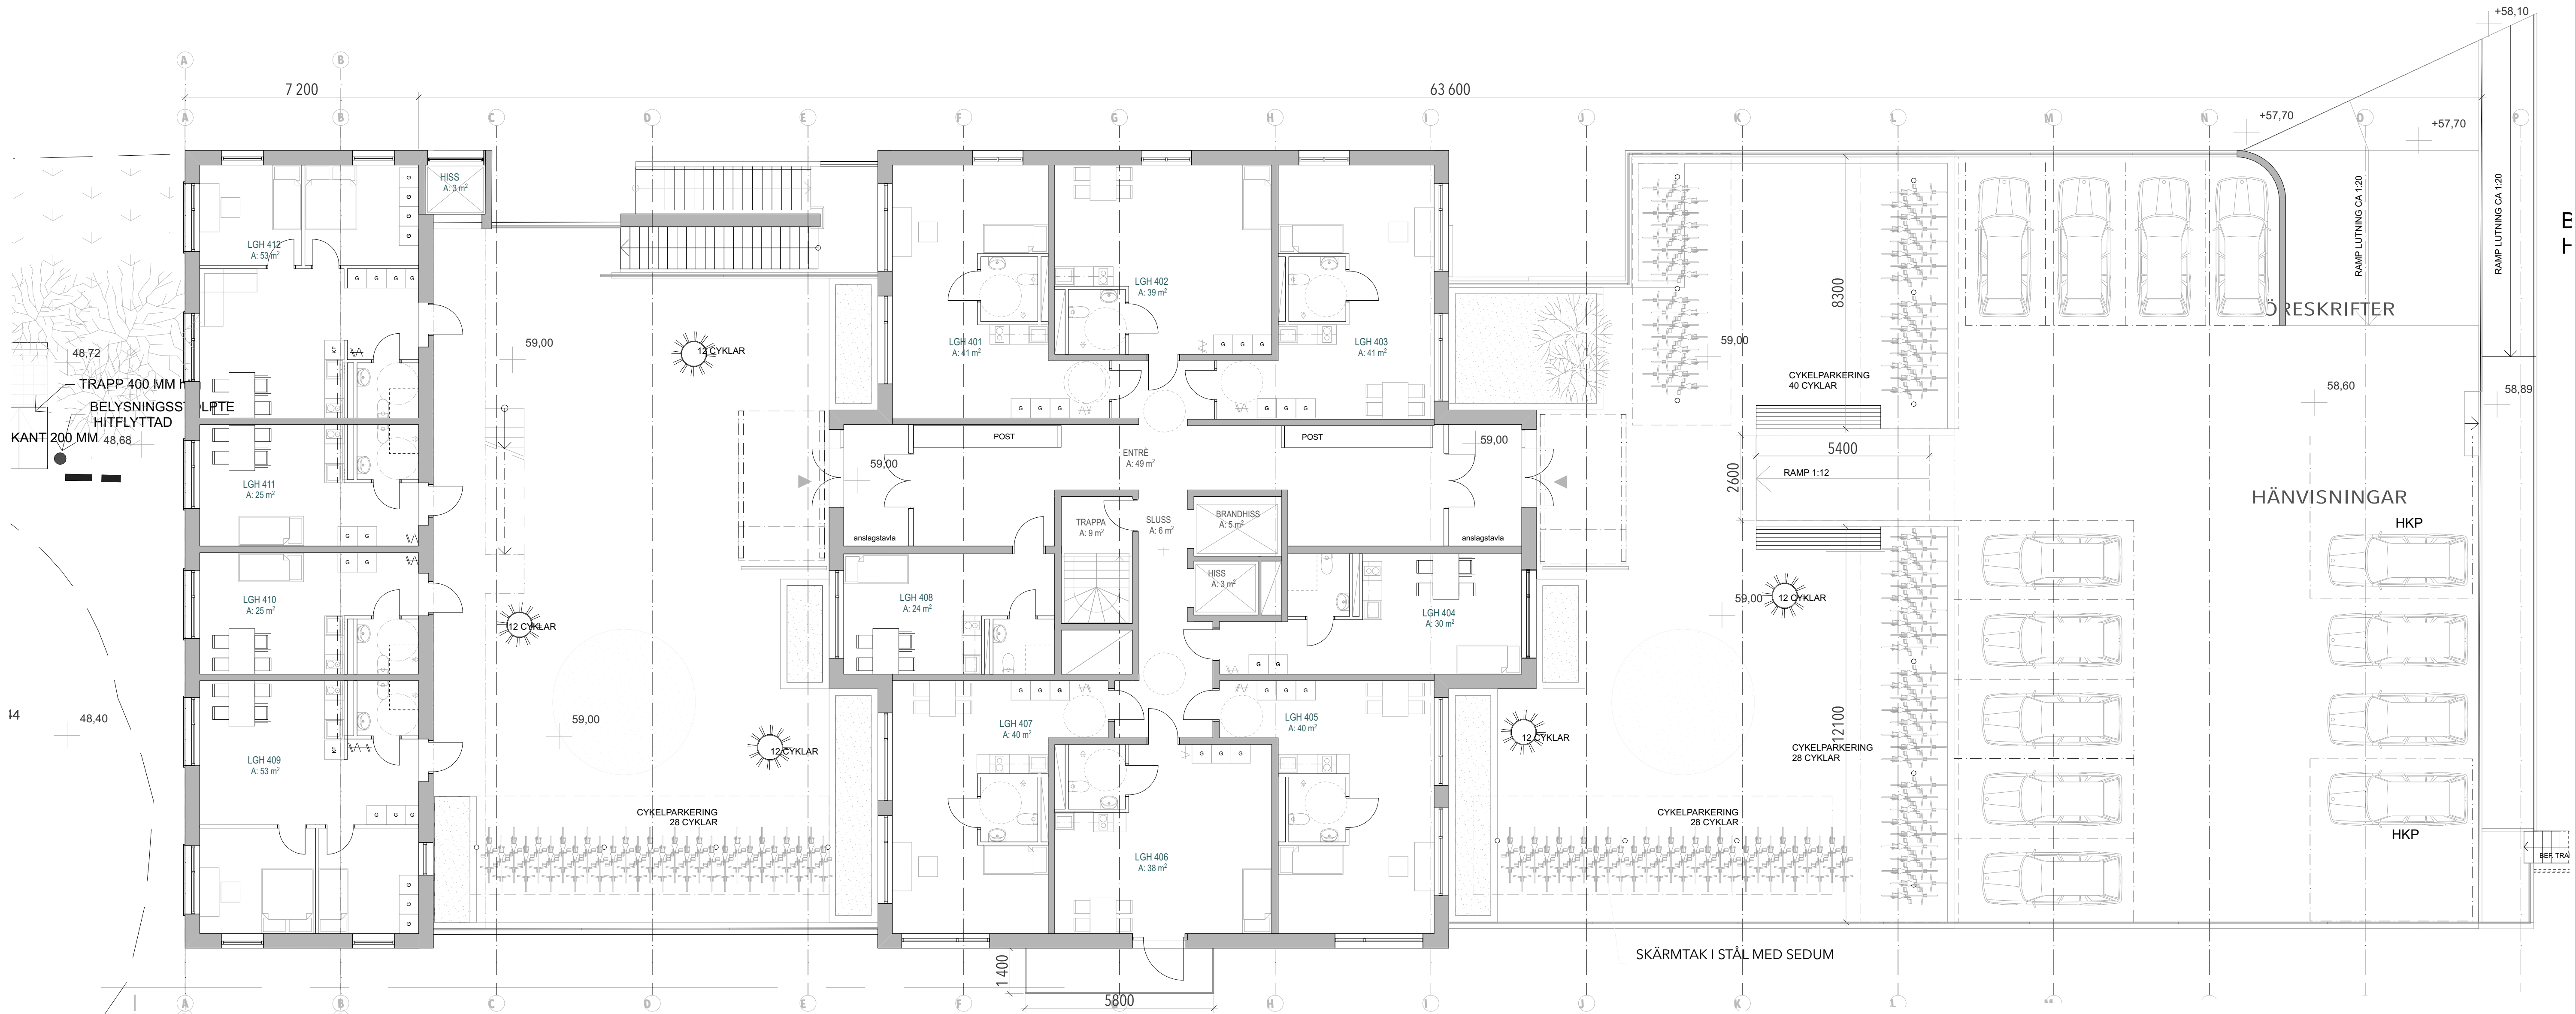 +58,10
A
B
7 200
63 600
A
B
C
D
E
F
G
H
I
J
K
L
M
N
O
P
+57,70
+57,70
HISS
A: 3 m²
G
G
G
G
RAMP LUTNING CA 1:20
RAMP LUTNING CA 1:20
LGH 412
A: 53 m²
G G G G
LGH 402
A: 39 m²
8300
ÖRESKRIFTER
59,00
12 CYKLAR
LGH 401
A: 41 m²
G G G
LGH 403
A: 41 m²
59,00
48,72
KF
CYKELPARKERING
40 CYKLAR
58,60
58,89
TRAPP 400 MM H
BELYSNINGSSTOLPTE
HITFLYTTAD
KANT 200 MM
48,68
G G G
G G G
POST
POST
ENTRÉ
A: 49 m²
59,00
59,00
5400
2600
RAMP 1:12
LGH 411
A: 25 m²
HÄNVISNINGAR
HKP
TRAPPA
A: 9 m²
SLUSS
A: 6 m²
BRANDHISS
A: 5 m²
anslagstavla
anslagstavla
G G
G G
HISS
A: 3 m²
LGH 410
A: 25 m²
LGH 408
A: 24 m²
LGH 404
A: 30 m²
59,00
12 CYKLAR
12 CYKLAR
G G
G G G
G G G
LGH 407
A: 40 m²
LGH 405
A: 40 m²
44
48,40
59,00
12100
12 CYKLAR
12 CYKLAR
KF
G G G
CYKELPARKERING
28 CYKLAR
LGH 409
A: 53 m²
G G G
CYKELPARKERING
28 CYKLAR
CYKELPARKERING
28 CYKLAR
HKP
LGH 406
A: 38 m²
BEF. TRA
G
G
G
SKÄRMTAK I STÅL MED SEDUM
1 400
5800
A
B
C
D
E
F
H
I
J
K
L